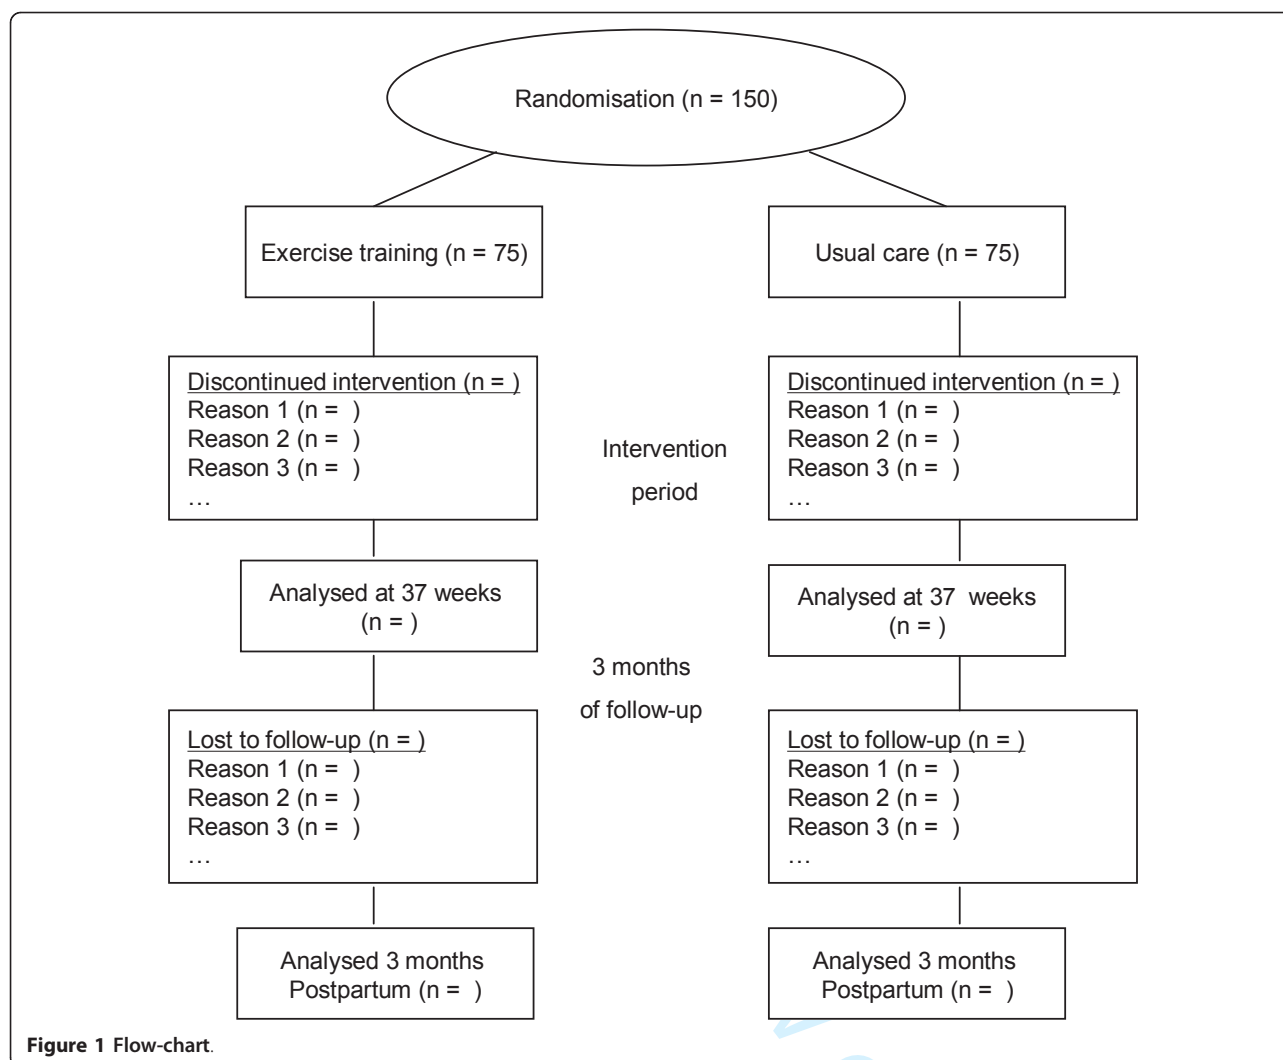 Randomisation (n = 150)
Exercise training (n = 75)
Usual care (n = 75)
Discontinued intervention (n = )
Reason 1 (n =  )
Reason 2 (n =  )
Reason 3 (n =  )
…
Discontinued intervention (n = )
Reason 1 (n =  )
Reason 2 (n =  )
Reason 3 (n =  )
…
Intervention
period
Analysed at 37 weeks
(n = )
Analysed at 37  weeks
(n = )
3 months
of follow-up
Lost to follow-up (n = )
Reason 1 (n =  )
Reason 2 (n =  )
Reason 3 (n =  )
…
Lost to follow-up (n = )
Reason 1 (n =  )
Reason 2 (n =  )
Reason 3 (n =  )
…
Analysed 3 months
Postpartum (n =  )
Analysed 3 months
Postpartum (n =  )
Figure 1 Flow-chart.